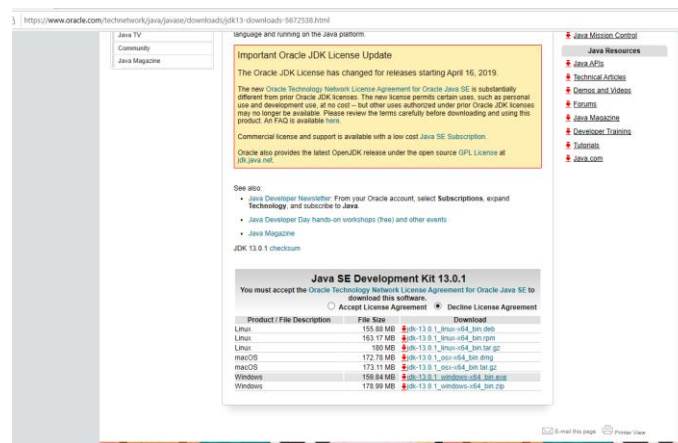 https://www.oracle.com/technetwork/java/javase/downloads/jdk13-downloads-5672538.html
Java TV
Community
Java Magazine
language and running on the Java platform.
Important Oracle JDK License Update
The Oracle JDK License has changed for releases starting April 16, 2019.
The new Oracle Technology Network License Agreement for Oracle Java SE is substantially
different from prior Oracle JDK licenses. The new license permits certain uses, such as personal
use and development use, at no cost -- but other uses authorized under prior Oracle JDK licenses
may no longer be available. Please review the terms carefully before downloading and using this
product. An FAQ is available here.
Commercial license and support is available with a low cost Java SE Subscription.
Oracle also provides the latest OpenJDK release under the open source GPL License at
jdk.java.net.
See also:
• Java Developer Newsletter: From your Oracle account, select Subscriptions, expand
Technology, and subscribe to Java.
• Java Developer Day hands-on workshops (free) and other events
• Java Magazine
JDK 13.0.1 checksum
Java SE Development Kit 13.0.1
You must accept the Oracle Technology Network License Agreement for Oracle Java SE to
download this software.
Accept License Agreement Decline License Agreement
Product / File Description File Size Download
Linux 155.88 MB jdk-13.0.1_linux-x64_bin.deb
Linux 163.17 MB jdk-13.0.1_linux-x64_bin.rpm
Linux 180 MB jdk-13.0.1_linux-x64_bin.tar.gz
macOS 172.78 MB jdk-13.0.1_osx-x64_bin.dmg
macOS 173.11 MB jdk-13.0.1_osx-x64_bin.tar.gz
Windows 159.84 MB jdk-13.0.1_windows-x64_bin.exe
Windows 178.99 MB jdk-13.0.1_windows-x64_bin.zip
Java Mission Control
Java Resources
Java APIs
Technical Articles
Demos and Videos
Forums
Java Magazine
Developer Training
Tutorials
Java.com
E-mail this page Printer View